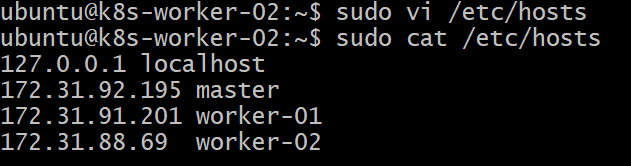 ubuntu@k8s-worker-02:~$ sudo vi /etc/hosts
ubuntu@k8s-worker-02:~$ sudo cat /etc/hosts
127.0.0.1 localhost
172.31.92.195 master
172.31.91.201 worker-01
172.31.88.69  worker-02